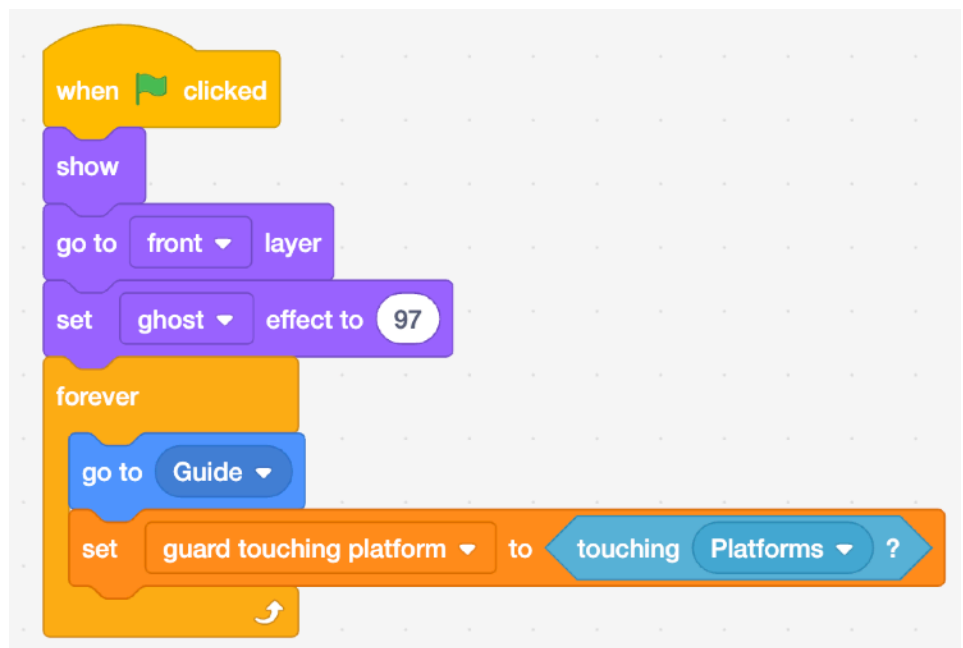 when clicked
show
go to front layer
set ghost effect to 97
forever
go to Guide
set guard touching platform to touching Platforms ?